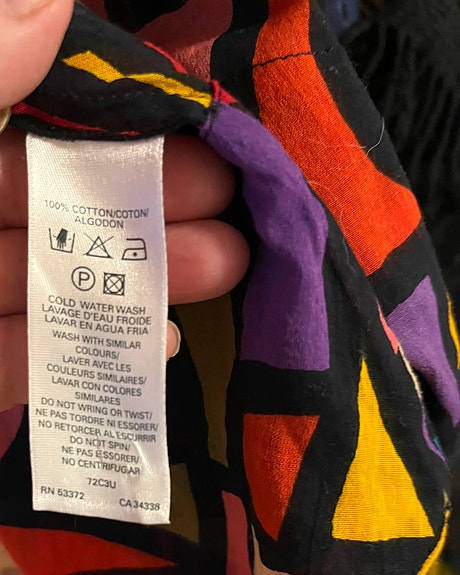 100% COTTON/COTON/
ALGODON
P
COLD WATER WASH
LAVAGE D'EAU FROIDE
LAVAR EN AGUA FRIA
WASH WITH SIMILAR
COLOURS/
LAVER AVEC LES
COULEURS SIMILAIRES/
LAVAR CON COLORES
SIMILARES
DO NOT WRING OR TWIST/
NE PAS TORDRE NI ESSORER/
NO RETORCER AL ESCURRIR
DO NOT SPIN/
NE PAS ESSORER/
NO CENTRIFUGAR
72C3U
RN 53372 CA 34338